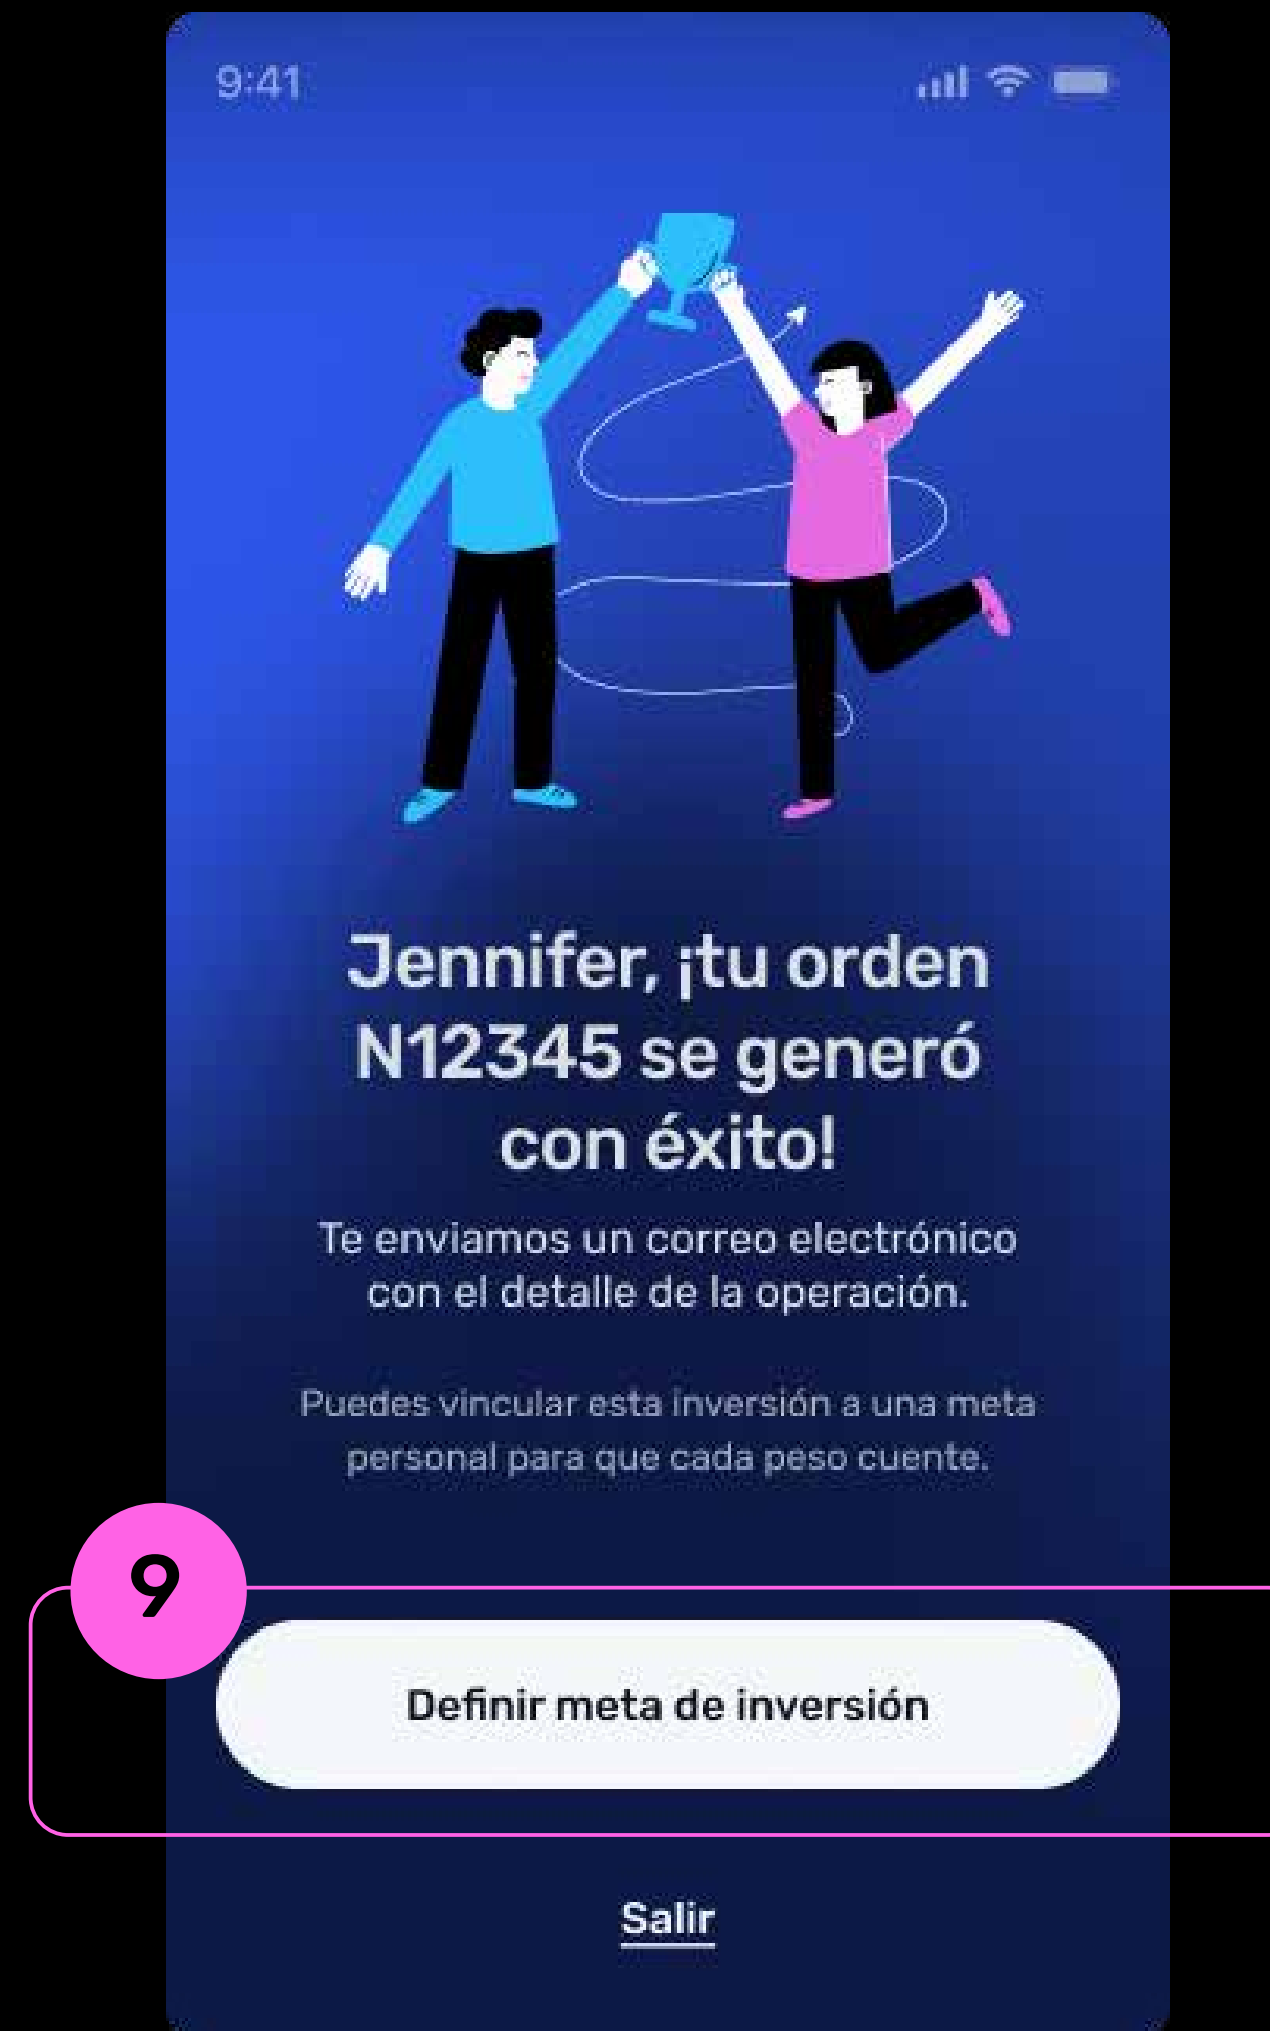 9:41
Jennifer, ¡tu orden
N12345 se generó
con éxito!
Te enviamos un correo electrónico
con el detalle de la operación.
Puedes vincular esta inversión a una meta
personal para que cada peso cuente.
9
Definir meta de inversión
Salir